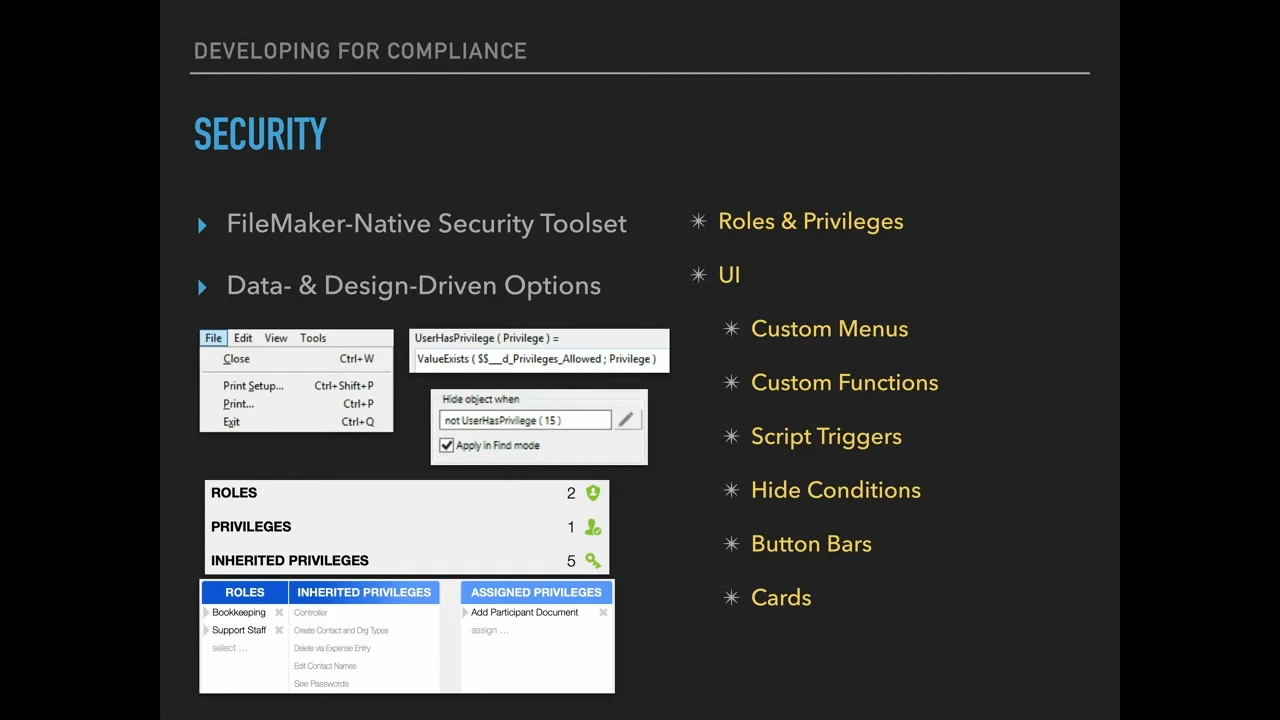 DEVELOPING FOR COMPLIANCE
SECURITY
FileMaker-Native Security Toolset
Data- & Design-Driven Options
File Edit View Tools
Close Ctrl+W
Print Setup... Ctrl+Shift+P
Print... Ctrl+P
Exit Ctrl+Q
UserHasPrivilege ( Privilege ) =
ValueExists ( $$___d_Privileges_Allowed ; Privilege )
Hide object when
not UserHasPrivilege ( 15 )
Apply in Find mode
ROLES 2
PRIVILEGES 1
INHERITED PRIVILEGES 5
ROLES INHERITED PRIVILEGES ASSIGNED PRIVILEGES
Bookkeeping Controller Add Participant Document
Support Staff Create Contact and Org Types assign ...
select ... Delete via Expense Entry
Edit Contact Names
See Passwords
Roles & Privileges
UI
Custom Menus
Custom Functions
Script Triggers
Hide Conditions
Button Bars
Cards